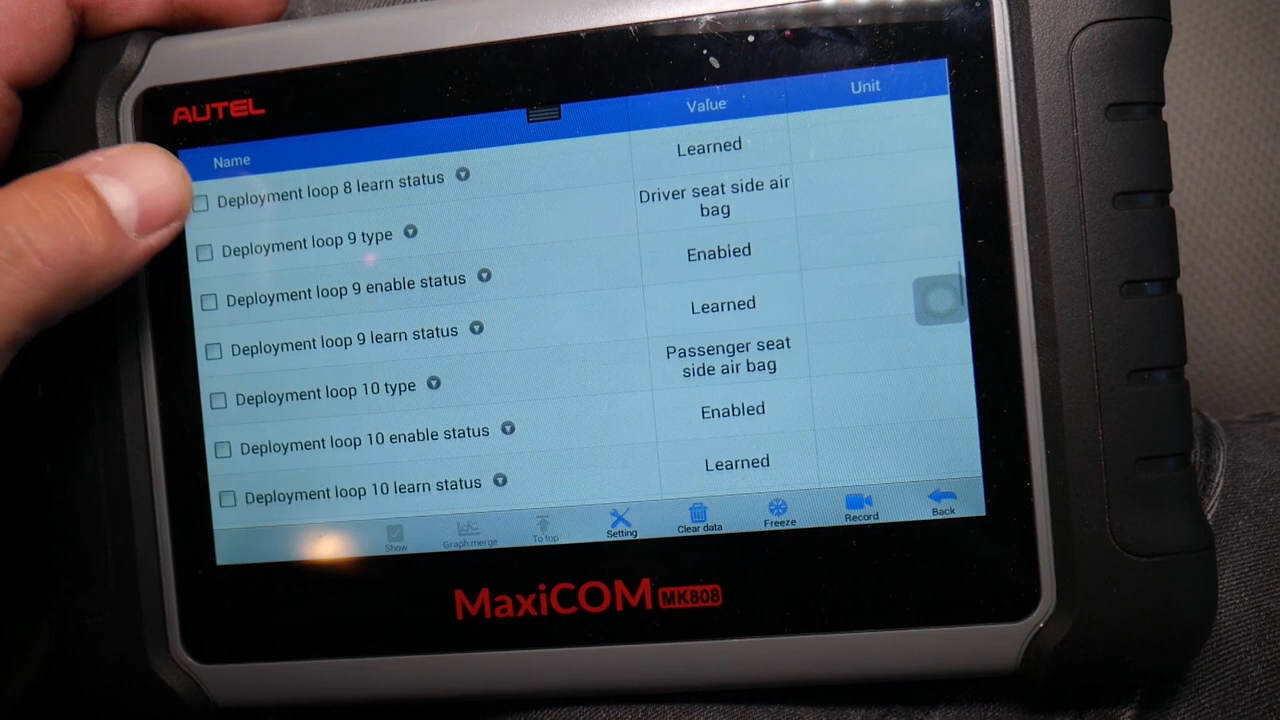 AUTEL
Name Value Unit
Deployment loop 8 learn status Learned
Deployment loop 9 type Driver seat side air
bag
Deployment loop 9 enable status Enabled
Deployment loop 9 learn status Learned
Deployment loop 10 type Passenger seat
side air bag
Deployment loop 10 enable status Enabled
Deployment loop 10 learn status Learned
Show Graph merge To top Setting Clear data Freeze Record Back
MaxiCOM MK808